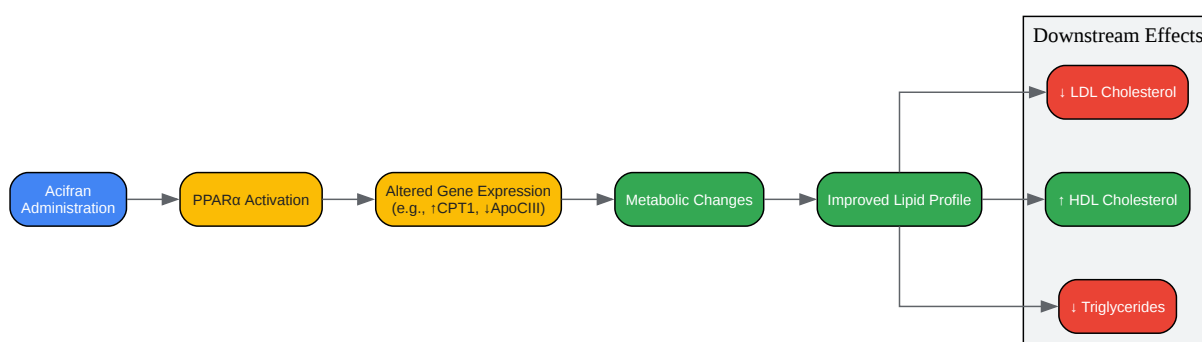 Downstream Effects
↓ LDL Cholesterol
Acifran
Administration
PPARα Activation
Altered Gene Expression
(e.g., ↑CPT1, ↓ApoCIII)
Metabolic Changes
Improved Lipid Profile
↑ HDL Cholesterol
↓ Triglycerides